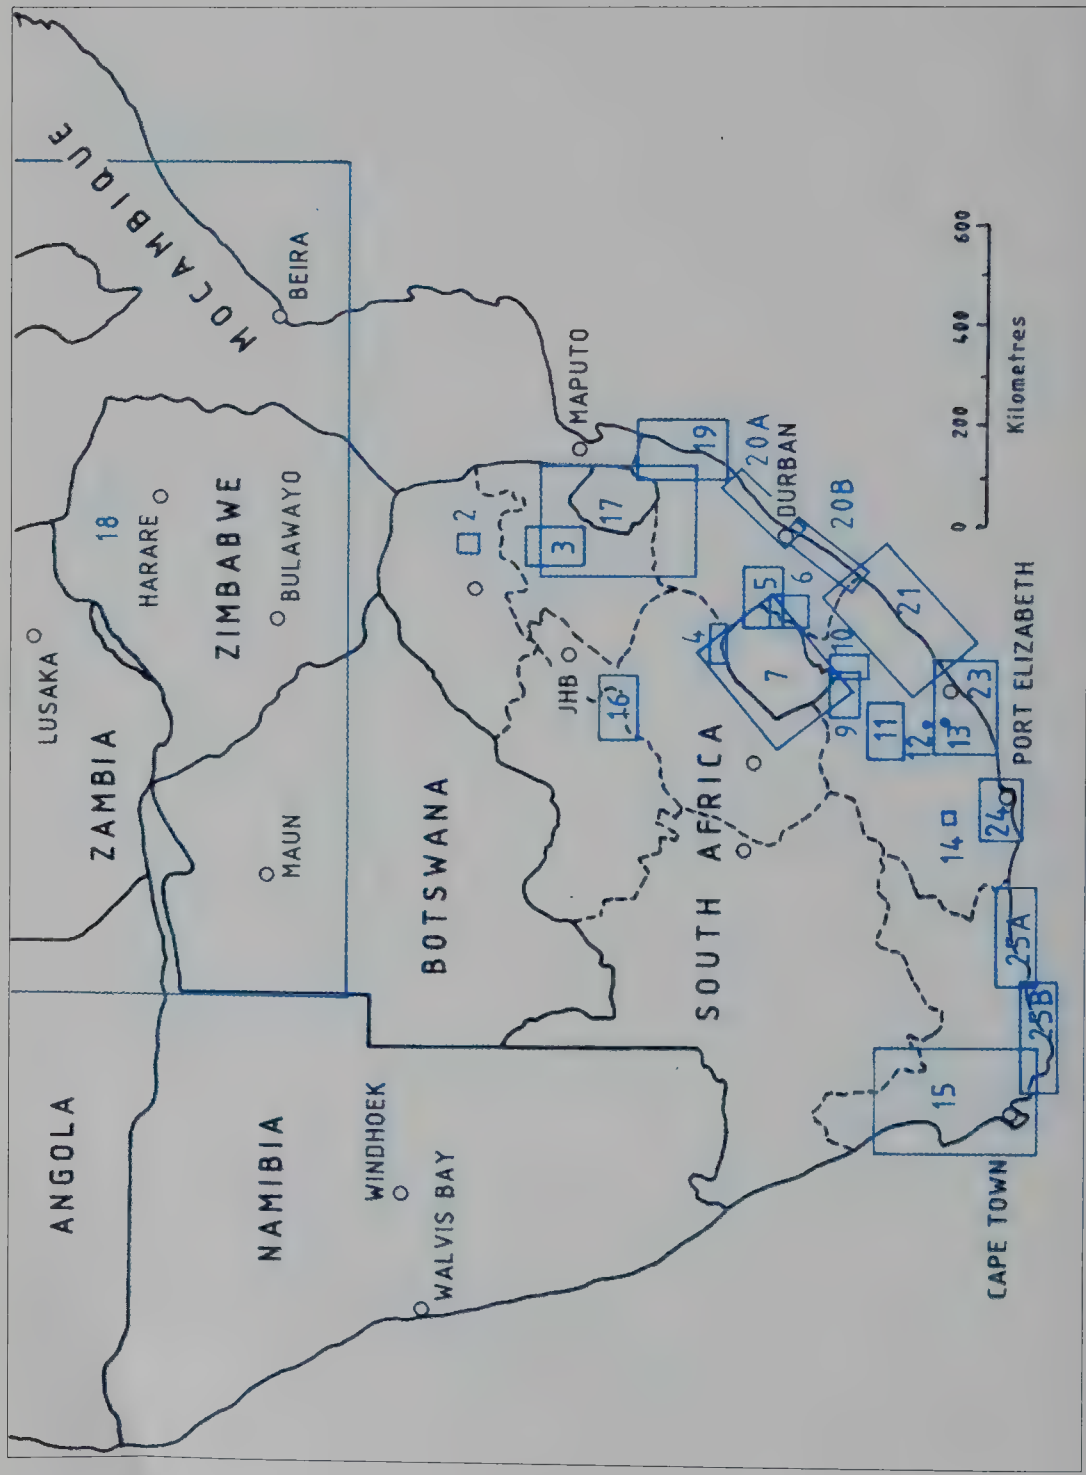 ANGOLA
ZAMBIA
LUSAKA
MOCAMBIQUE
18
HARARE
ZIMBABWE
BULAWAYO
BEIRA
NAMIBIA
MAUN
WINDHOEK
WALVIS BAY
BOTSWANA
2
3
JHB
16
MAPUTO
17
19
SOUTH AFRICA
4
5
6
7
20A
DURBAN
20B
9
10
11
21
12
13
23
14
24
PORT ELIZABETH
15
25A
25B
CAPE TOWN
0 200 400 600
Kilometres